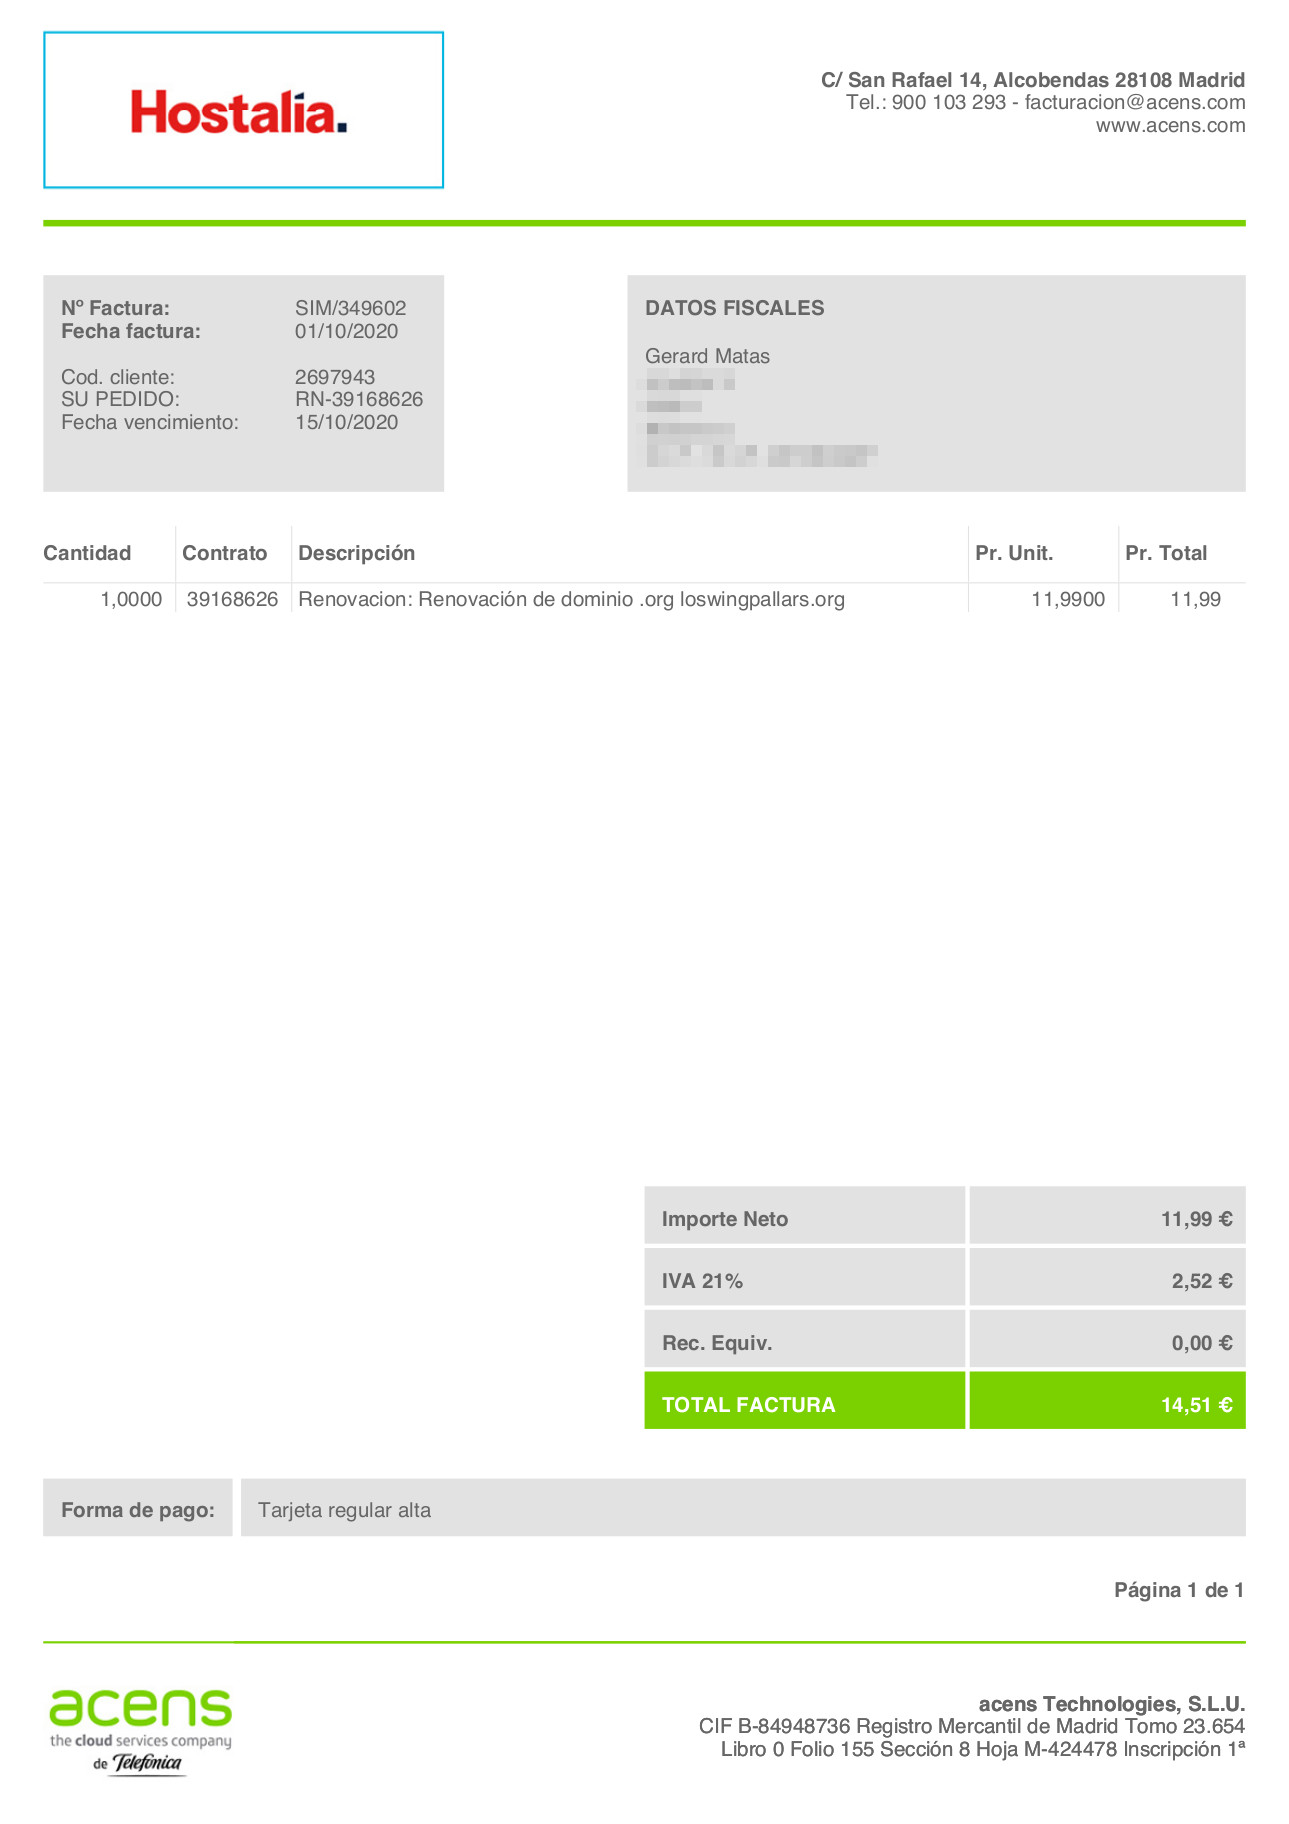 Hostalia.
C/ San Rafael 14, Alcobendas 28108 Madrid
Tel.: 900 103 293 - facturacion@acens.com
www.acens.com
Nº Factura: SIM/349602
Fecha factura: 01/10/2020
Cod. cliente: 2697943
SU PEDIDO: RN-39168626
Fecha vencimiento: 15/10/2020
DATOS FISCALES
Gerard Matas
Cantidad Contrato Descripción Pr. Unit. Pr. Total
1,0000 39168626 Renovacion: Renovación de dominio .org loswingpallars.org 11,9900 11,99
Importe Neto 11,99 €
IVA 21% 2,52 €
Rec. Equiv. 0,00 €
TOTAL FACTURA 14,51 €
Forma de pago: Tarjeta regular alta
Página 1 de 1
acens
the cloud services company
de Telefónica
acens Technologies, S.L.U.
CIF B-84948736 Registro Mercantil de Madrid Tomo 23.654
Libro 0 Folio 155 Sección 8 Hoja M-424478 Inscripción 1ª